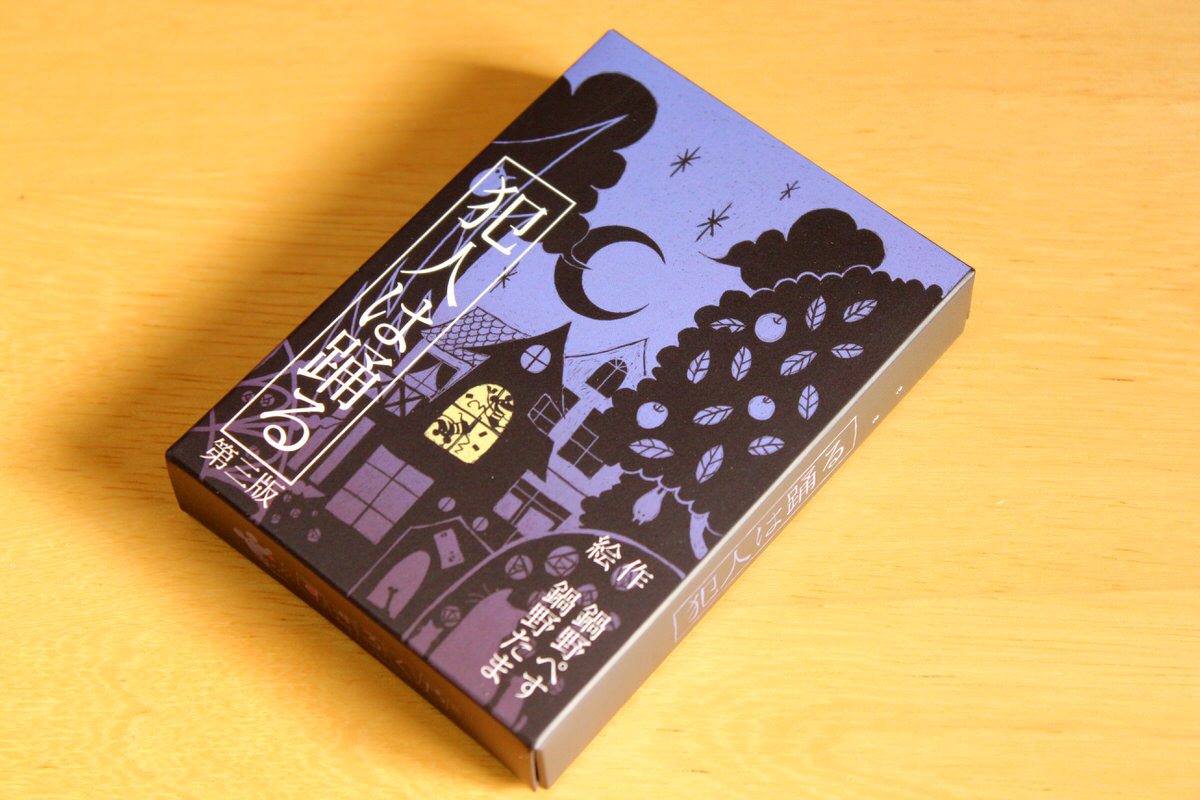 犯人は踊る
第三版
作 鍋野ぺす
絵 鍋野たま
犯人は踊る